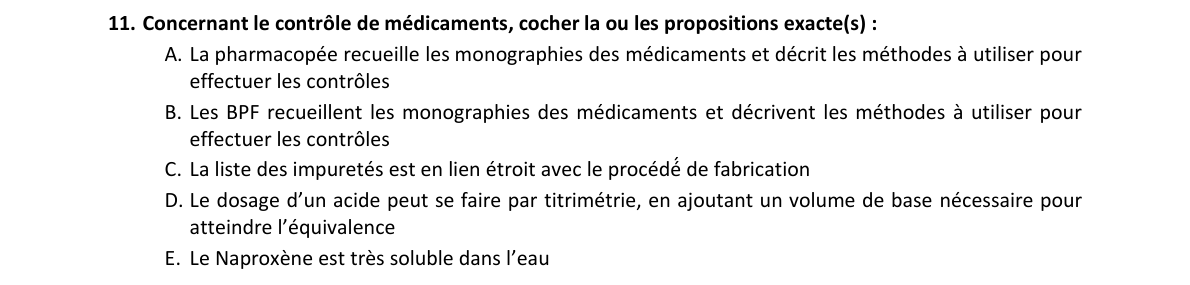 11. Concernant le contrôle de médicaments, cocher la ou les propositions exacte(s) :
A. La pharmacopée recueille les monographies des médicaments et décrit les méthodes à utiliser pour
effectuer les contrôles
B. Les BPF recueillent les monographies des médicaments et décrivent les méthodes à utiliser pour
effectuer les contrôles
C. La liste des impuretés est en lien étroit avec le procédé́ de fabrication
D. Le dosage d’un acide peut se faire par titrimétrie, en ajoutant un volume de base nécessaire pour
atteindre l’équivalence
E. Le Naproxène est très soluble dans l’eau